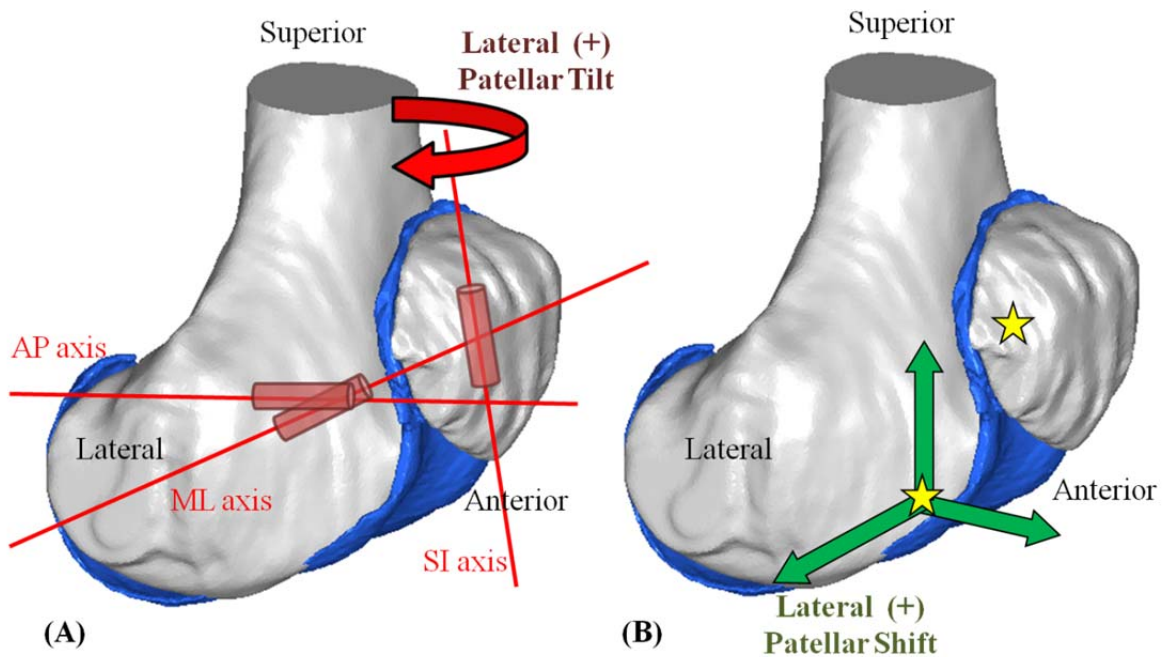 Superior
Lateral (+)
Patellar Tilt
AP axis
Lateral
ML axis
Anterior
SI axis
(A)
Superior
Lateral
Anterior
Lateral (+)
Patellar Shift
(B)